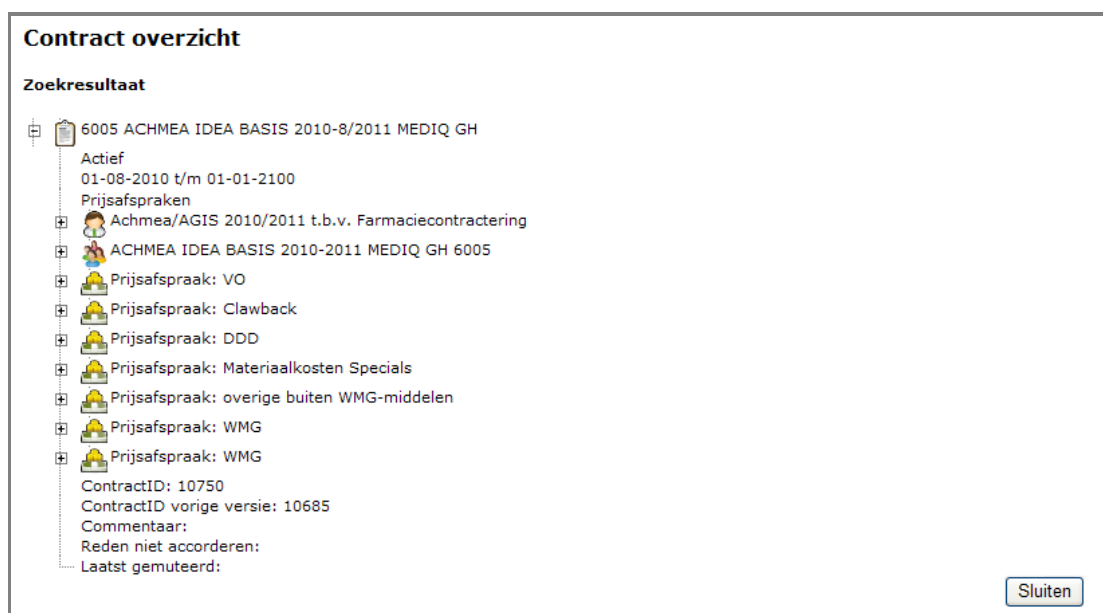 Contract overzicht
Zoekresultaat
6005 ACHMEA IDEA BASIS 2010-8/2011 MEDIQ GH
Actief
01-08-2010 t/m 01-01-2100
Prijsafspraken
Achmea/AGIS 2010/2011 t.b.v. Farmaciecontractering
ACHMEA IDEA BASIS 2010-2011 MEDIQ GH 6005
Prijsafspraak: VO
Prijsafspraak: Clawback
Prijsafspraak: DDD
Prijsafspraak: Materiaalkosten Specials
Prijsafspraak: overige buiten WMG-middelen
Prijsafspraak: WMG
Prijsafspraak: WMG
ContractID: 10750
ContractID vorige versie: 10685
Commentaar:
Reden niet accorderen:
Laatst gemuteerd:
Sluiten